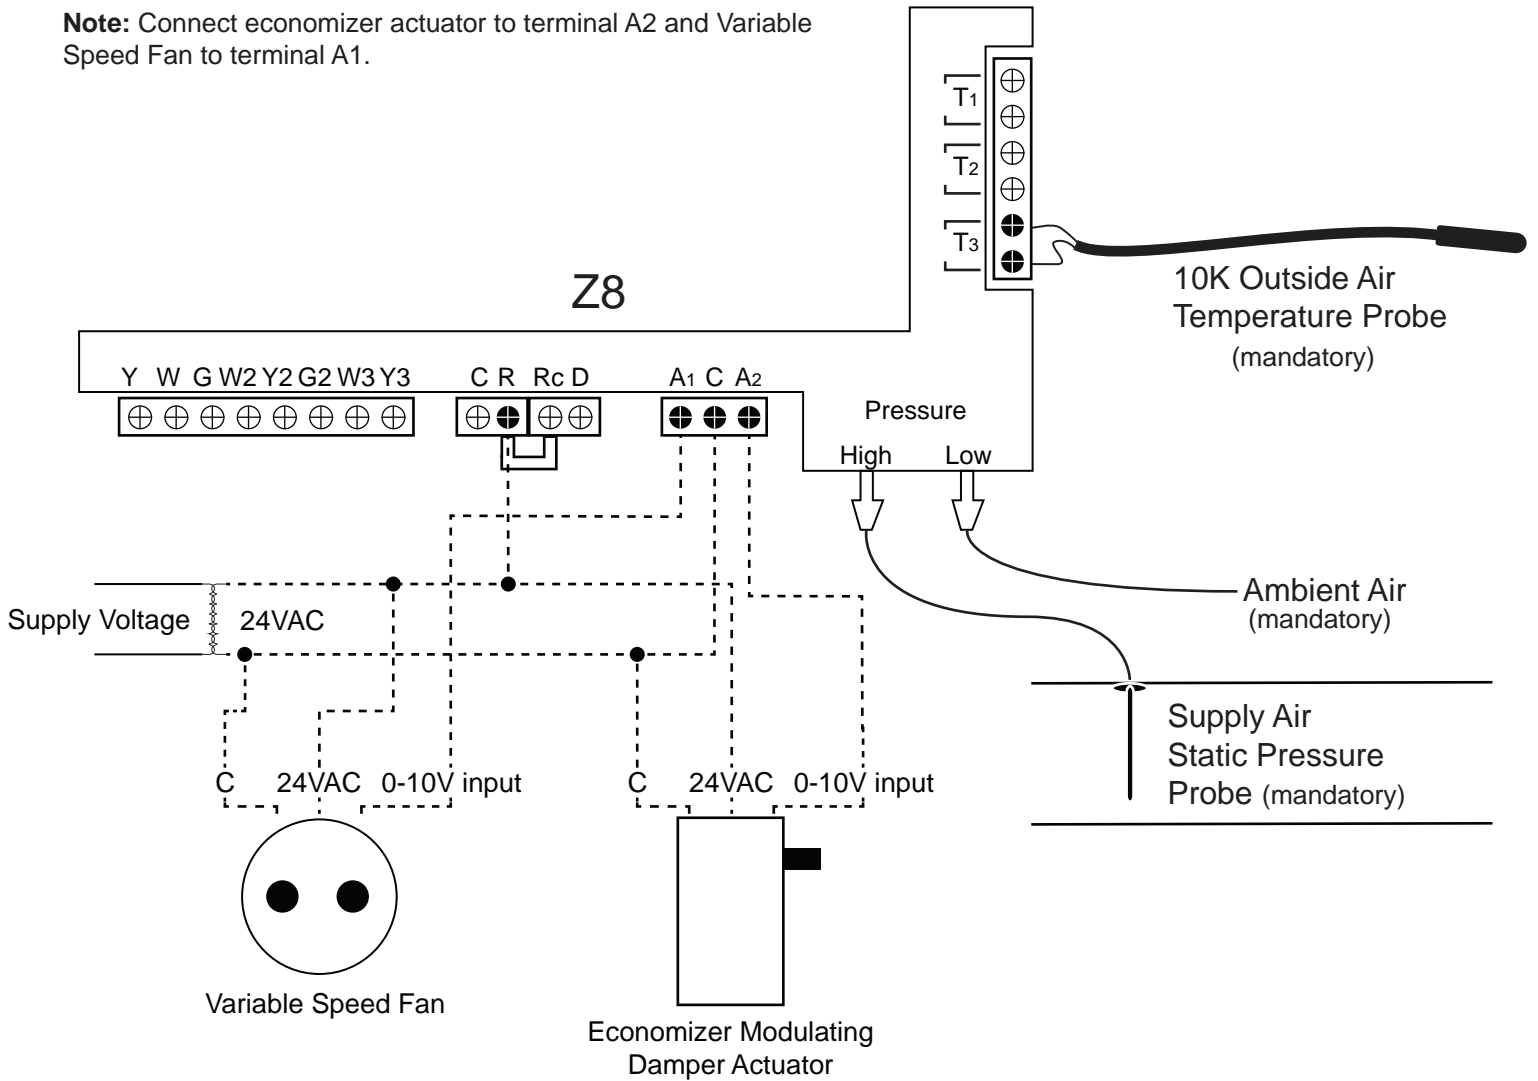 Note: Connect economizer actuator to terminal A2 and Variable
Speed Fan to terminal A1.
T1
T2
T3
10K Outside Air
Temperature Probe
(mandatory)
Z8
Y W G W2 Y2 G2 W3 Y3
C R Rc D
A1 C A2
Pressure
High Low
Ambient Air
(mandatory)
Supply Voltage
24VAC
Supply Air
Static Pressure
Probe (mandatory)
C 24VAC 0-10V input
C 24VAC 0-10V input
Variable Speed Fan
Economizer Modulating
Damper Actuator